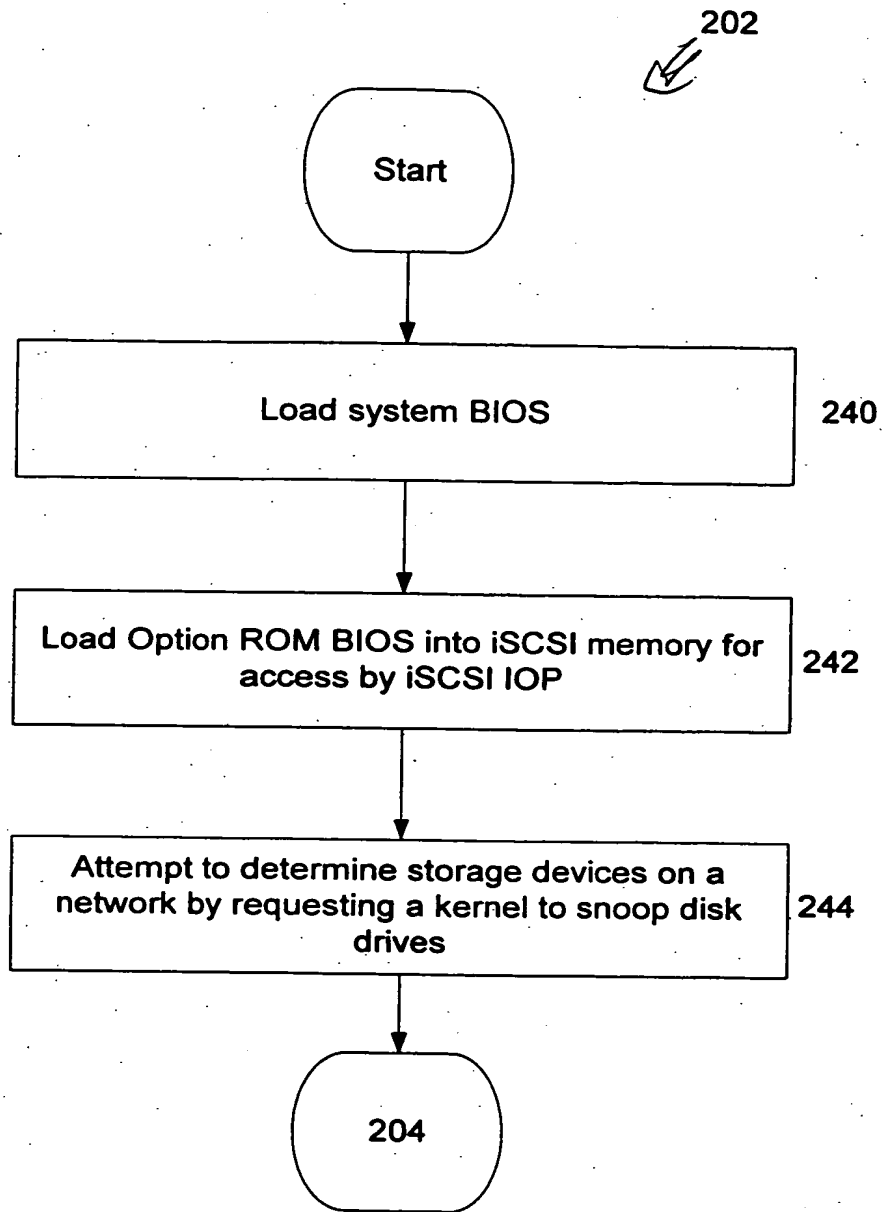 202
Start
Load system BIOS
240
Load Option ROM BIOS into iSCSI memory for
access by iSCSI IOP
242
Attempt to determine storage devices on a
network by requesting a kernel to snoop disk
drives
244
204